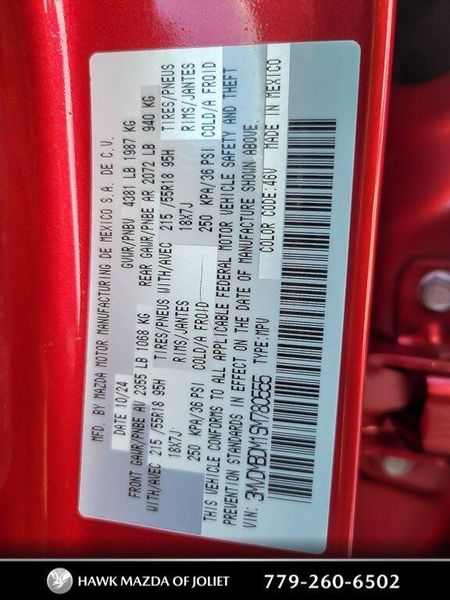 MFD. BY MAZDA MOTOR MANUFACTURING DE MEXICO S.A. DE C.V.
DATE 10/24 GVWR/PNBV 4381 LB 1987 KG
FRONT GAWR/PNBE AV 2355 LB 1068 KG REAR GAWR/PNBE AR 2072 LB 940 KG
WITH/AVEC 215 /55R18 95H TIRES/PNEUS WITH/AVEC 215 /55R18 95H TIRES/PNEUS
18X7J RIMS/JANTES 18X7J RIMS/JANTES
250 KPA/36 PSI COLD/A FROID 250 KPA/36 PSI COLD/A FROID
THIS VEHICLE CONFORMS TO ALL APPLICABLE FEDERAL MOTOR VEHICLE SAFETY AND THEFT
PREVENTION STANDARDS IN EFFECT ON THE DATE OF MANUFACTURE SHOWN ABOVE.
VIN: TYPE:MPV COLOR CODE:46V MADE IN MEXICO
HAWK MAZDA OF JOLIET 779-260-6502